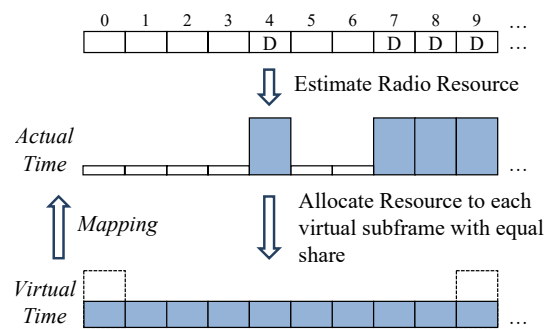 0 1 2 3 4 5 6 7 8 9 …
D D D D …
Estimate Radio Resource
Actual
Time
…
Allocate Resource to each
Mapping
virtual subframe with equal
share
Virtual
Time
…